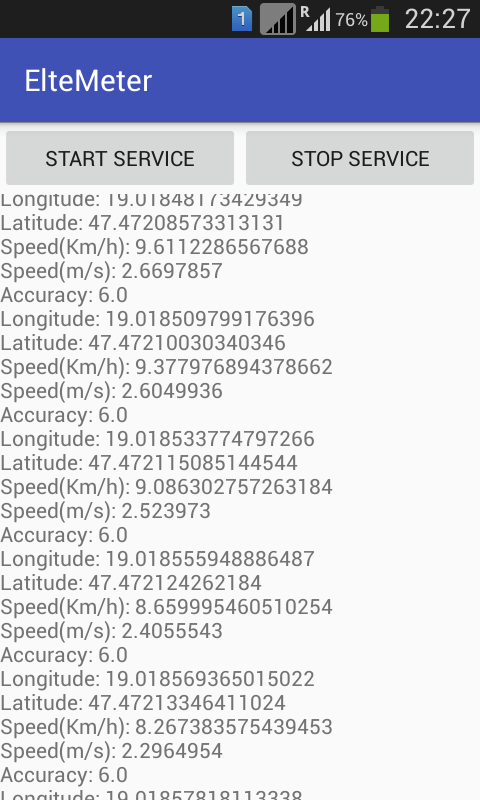 1 R 76% 22:27
ElteMeter
START SERVICE STOP SERVICE
Longitude: 19.01848173429349
Latitude: 47.47208573313131
Speed(Km/h): 9.6112286567688
Speed(m/s): 2.6697857
Accuracy: 6.0
Longitude: 19.018509799176396
Latitude: 47.47210030340346
Speed(Km/h): 9.377976894378662
Speed(m/s): 2.6049936
Accuracy: 6.0
Longitude: 19.018533774797266
Latitude: 47.472115085144544
Speed(Km/h): 9.086302757263184
Speed(m/s): 2.523973
Accuracy: 6.0
Longitude: 19.018555948886487
Latitude: 47.472124262184
Speed(Km/h): 8.659995460510254
Speed(m/s): 2.4055543
Accuracy: 6.0
Longitude: 19.018569365015022
Latitude: 47.47213346411024
Speed(Km/h): 8.267383575439453
Speed(m/s): 2.2964954
Accuracy: 6.0
Longitude: 19.01857818113338